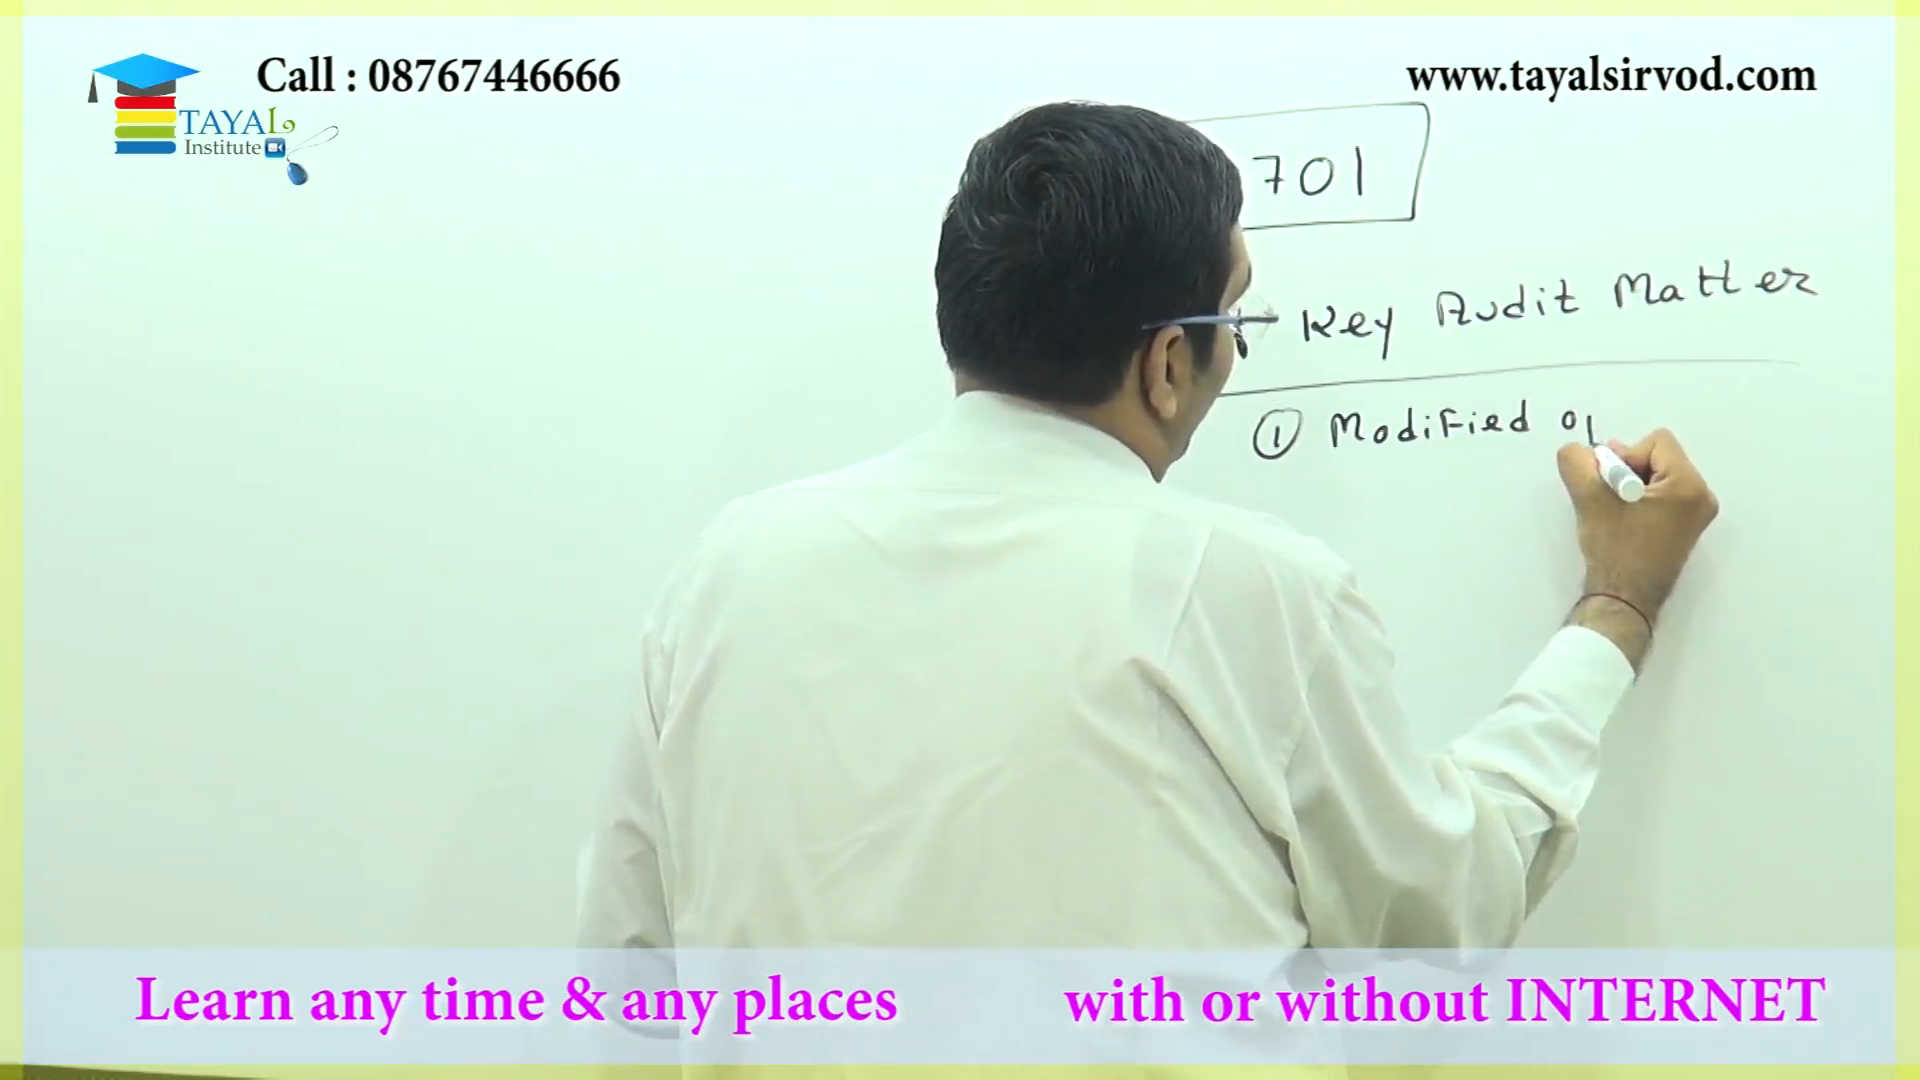 Call : 08767446666
www.tayalsirvod.com
TAYAL
Institute
701
Key Audit Matter
① Modified
Learn any time & any places with or without INTERNET